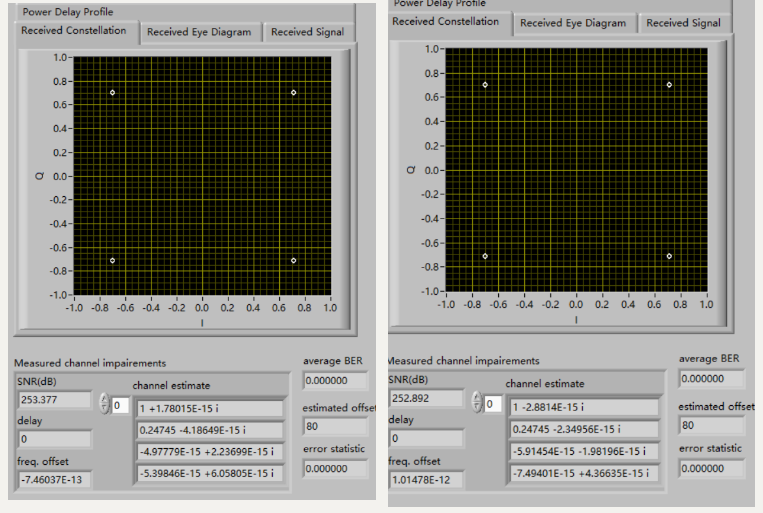 Power Delay Profile
Received Constellation Received Eye Diagram Received Signal
1.0
0.8
0.6
0.4
0.2
Q 0.0
-0.2
-0.4
-0.6
-0.8
-1.0
-1.0 -0.8 -0.6 -0.4 -0.2 0.0 0.2 0.4 0.6 0.8 1.0
I
Measured channel impairements average BER
SNR(dB) channel estimate 0.000000
253.377 0 1 +1.78015E-15 i estimated offset
delay 0.24745 -4.18649E-15 i 80
0 -4.97779E-15 +2.23699E-15 i error statistic
freq. offset -5.39846E-15 +6.05805E-15 i 0.000000
-7.46037E-13
Power Delay Profile
Received Constellation Received Eye Diagram Received Signal
1.0
0.8
0.6
0.4
0.2
Q 0.0
-0.2
-0.4
-0.6
-0.8
-1.0
-1.0 -0.8 -0.6 -0.4 -0.2 0.0 0.2 0.4 0.6 0.8 1.0
I
Measured channel impairements average BER
SNR(dB) channel estimate 0.000000
252.892 0 1 -2.8814E-15 i estimated offset
delay 0.24745 -2.34956E-15 i 80
0 -5.91454E-15 -1.98196E-15 i error statistic
freq. offset -7.49401E-15 +4.36635E-15 i 0.000000
1.01478E-12